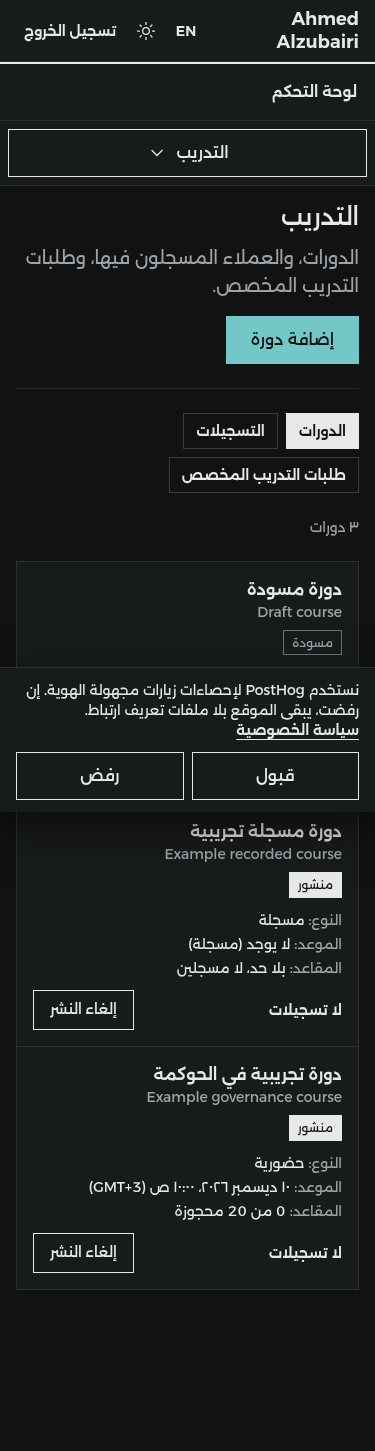 Ahmed
Alzubairi
EN
تسجيل الخروج
لوحة التحكم
التدريب
التدريب
الدورات، والعملاء المسجلون فيها، وطلبات
التدريب المخصص.
إضافة دورة
الدورات
التسجيلات
طلبات التدريب المخصص
٣ دورات
دورة مسودة
Draft course
مسودة
نستخدم PostHog لإحصاءات زيارات مجهولة الهوية. إن
رفضت، يبقى الموقع بلا ملفات تعريف ارتباط.
سياسة الخصوصية
قبول
رفض
دورة مسجلة تجريبية
Example recorded course
منشور
النوع: مسجلة
الموعد: لا يوجد (مسجلة)
المقاعد: بلا حد، لا مسجلين
لا تسجيلات
إلغاء النشر
دورة تجريبية في الحوكمة
Example governance course
منشور
النوع: حضورية
الموعد: ١٠ ديسمبر ٢٠٢٦، ١٠:٠٠ ص (GMT+3)
المقاعد: 0 من 20 محجوزة
لا تسجيلات
إلغاء النشر